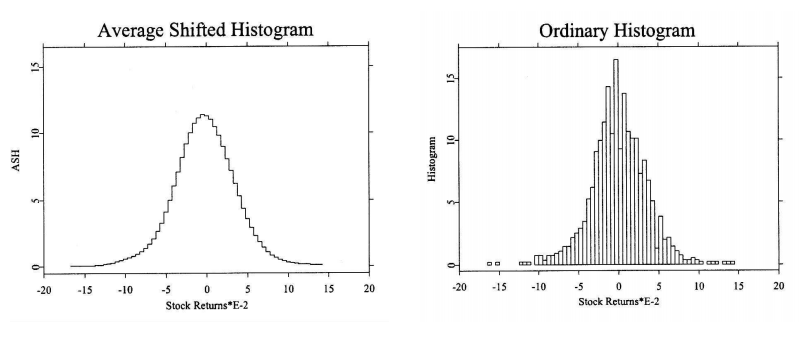 Average Shifted Histogram
15
10
5
0
ASH
-20 -15 -10 -5 0 5 10 15 20
Stock Returns*E-2
Ordinary Histogram
15
10
5
0
Histogram
-20 -15 -10 -5 0 5 10 15 20
Stock Returns*E-2